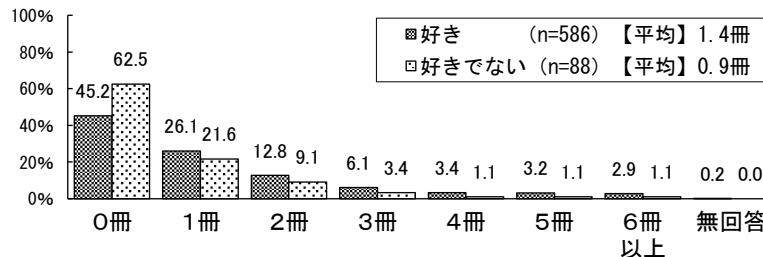 100%
80%
60%
40%
20%
0%
好き (n=586) 【平均】1.4冊
好きでない (n=88) 【平均】0.9冊
45.2 62.5 26.1 21.6 12.8 9.1 6.1 3.4 3.4 1.1 3.2 1.1 2.9 1.1 0.2 0.0
0冊 1冊 2冊 3冊 4冊 5冊 6冊 無回答
以上